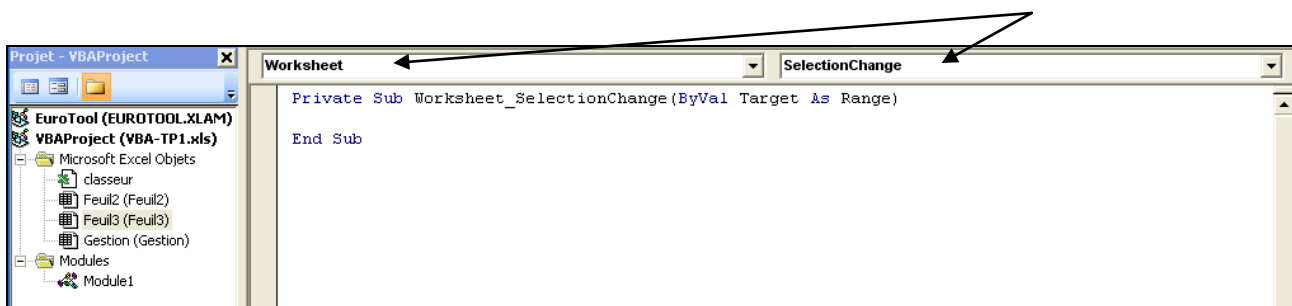 Projet - VBAProject
EuroTool (EUROTOOL.XLAM)
VBAProject (VBA-TP1.xls)
Microsoft Excel Objets
classeur
Feuil2 (Feuil2)
Feuil3 (Feuil3)
Gestion (Gestion)
Modules
Module1
Worksheet
SelectionChange
Private Sub Worksheet_SelectionChange(ByVal Target As Range)
End Sub